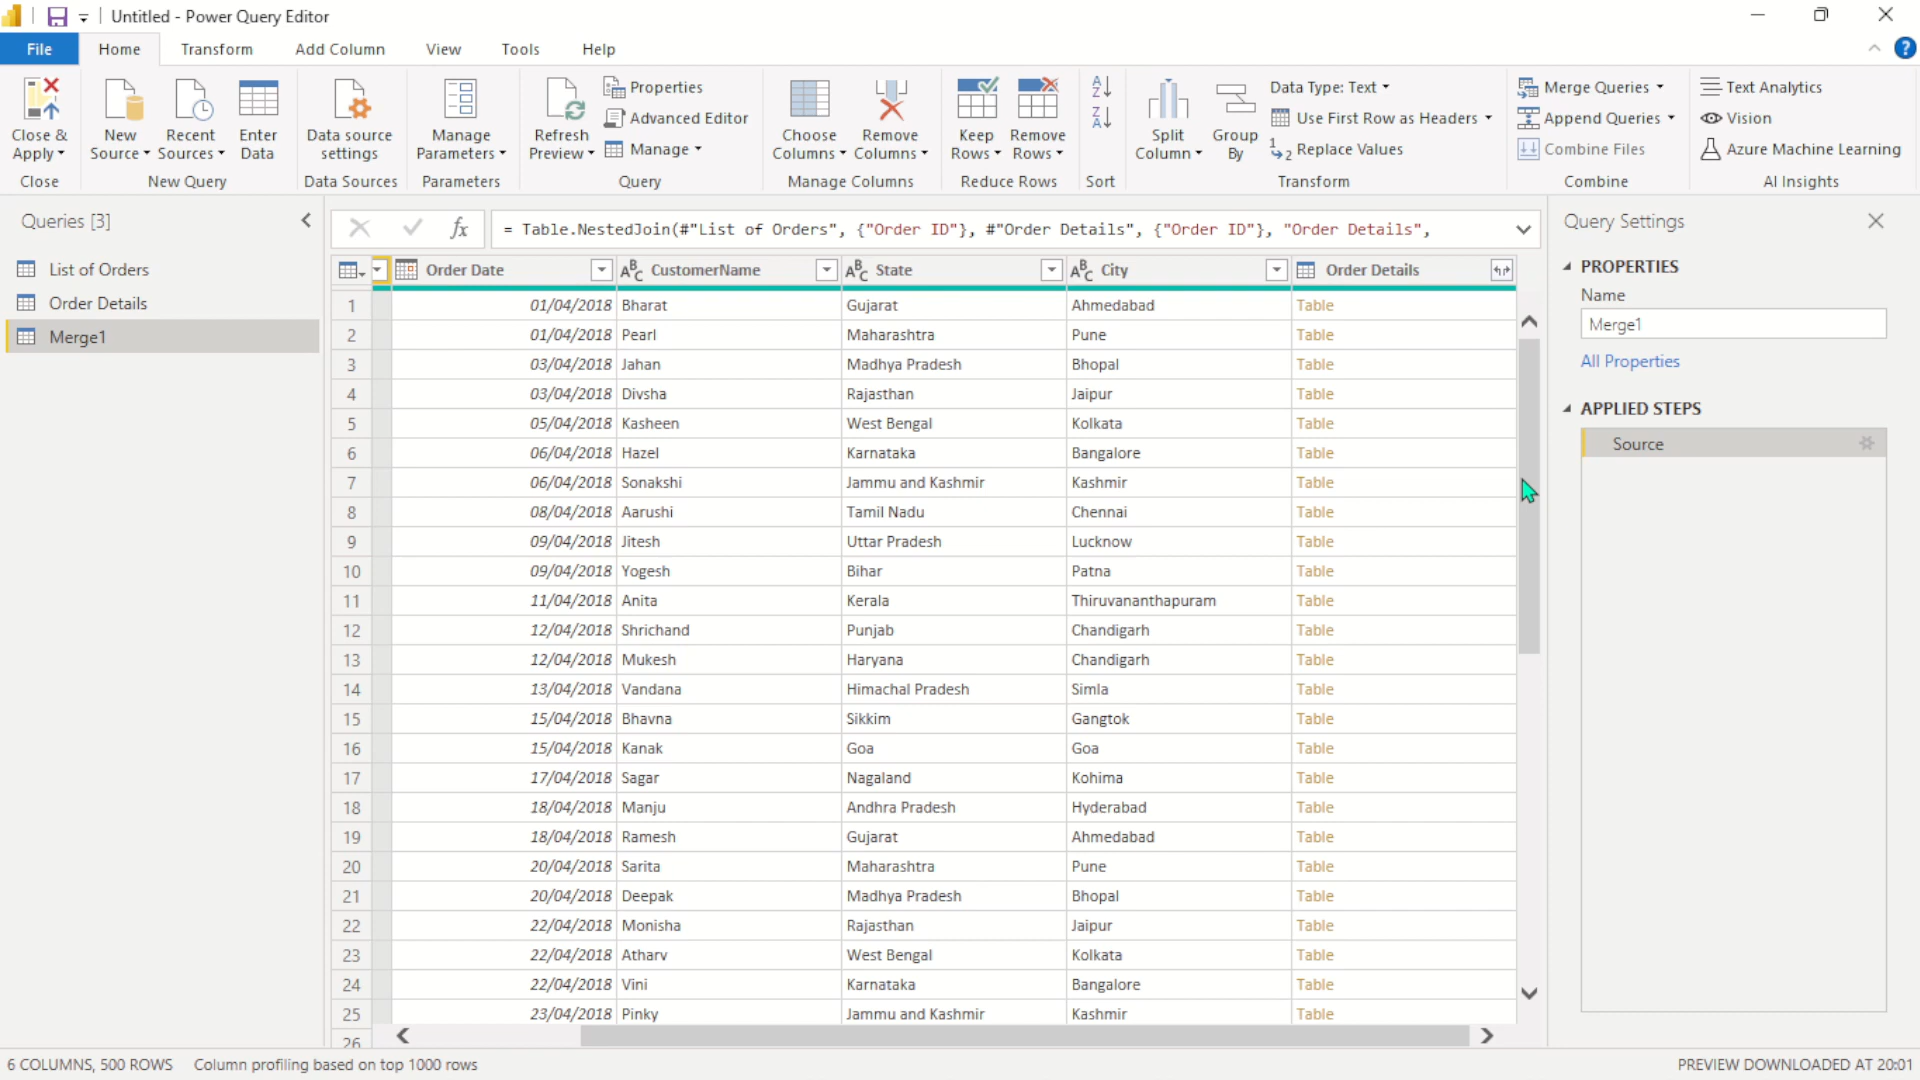 Untitled - Power Query Editor
File Home Transform Add Column View Tools Help
Close & Apply
Close
New Source
Recent Sources
Enter Data
New Query
Data source settings
Data Sources
Manage Parameters
Parameters
Refresh Preview
Properties
Advanced Editor
Manage
Query
Choose Columns
Remove Columns
Manage Columns
Keep Rows
Remove Rows
Reduce Rows
Sort
Split Column
Group By
Data Type: Text
Use First Row as Headers
Replace Values
Transform
Merge Queries
Append Queries
Combine Files
Combine
Text Analytics
Vision
Azure Machine Learning
AI Insights
Queries [3]
List of Orders
Order Details
Merge1
fx
= Table.NestedJoin(#"List of Orders", {"Order ID"}, #"Order Details", {"Order ID"}, "Order Details",
Order Date ABC CustomerName ABC State ABC City Order Details
1 01/04/2018 Bharat Gujarat Ahmedabad Table
2 01/04/2018 Pearl Maharashtra Pune Table
3 03/04/2018 Jahan Madhya Pradesh Bhopal Table
4 03/04/2018 Divsha Rajasthan Jaipur Table
5 05/04/2018 Kasheen West Bengal Kolkata Table
6 06/04/2018 Hazel Karnataka Bangalore Table
7 06/04/2018 Sonakshi Jammu and Kashmir Kashmir Table
8 08/04/2018 Aarushi Tamil Nadu Chennai Table
9 09/04/2018 Jitesh Uttar Pradesh Lucknow Table
10 09/04/2018 Yogesh Bihar Patna Table
11 11/04/2018 Anita Kerala Thiruvananthapuram Table
12 12/04/2018 Shrichand Punjab Chandigarh Table
13 12/04/2018 Mukesh Haryana Chandigarh Table
14 13/04/2018 Vandana Himachal Pradesh Simla Table
15 15/04/2018 Bhavna Sikkim Gangtok Table
16 15/04/2018 Kanak Goa Goa Table
17 17/04/2018 Sagar Nagaland Kohima Table
18 18/04/2018 Manju Andhra Pradesh Hyderabad Table
19 18/04/2018 Ramesh Gujarat Ahmedabad Table
20 20/04/2018 Sarita Maharashtra Pune Table
21 20/04/2018 Deepak Madhya Pradesh Bhopal Table
22 22/04/2018 Monisha Rajasthan Jaipur Table
23 22/04/2018 Atharv West Bengal Kolkata Table
24 22/04/2018 Vini Karnataka Bangalore Table
25 23/04/2018 Pinky Jammu and Kashmir Kashmir Table
26
Query Settings
PROPERTIES
Name
Merge1
All Properties
APPLIED STEPS
Source
6 COLUMNS, 500 ROWS Column profiling based on top 1000 rows
PREVIEW DOWNLOADED AT 20:01